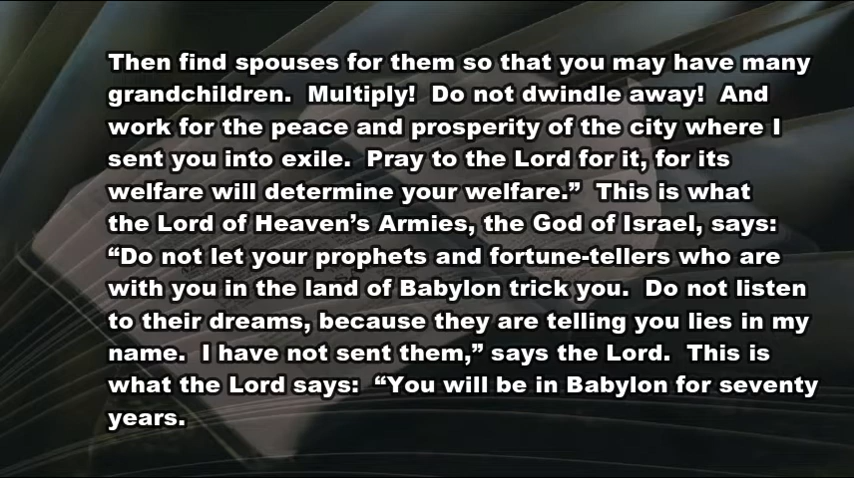 Then find spouses for them so that you may have many
grandchildren.  Multiply!  Do not dwindle away!  And
work for the peace and prosperity of the city where I
sent you into exile.  Pray to the Lord for it, for its
welfare will determine your welfare.”  This is what
the Lord of Heaven’s Armies, the God of Israel, says:
“Do not let your prophets and fortune-tellers who are
with you in the land of Babylon trick you.  Do not listen
to their dreams, because they are telling you lies in my
name.  I have not sent them,” says the Lord.  This is
what the Lord says:  “You will be in Babylon for seventy
years.